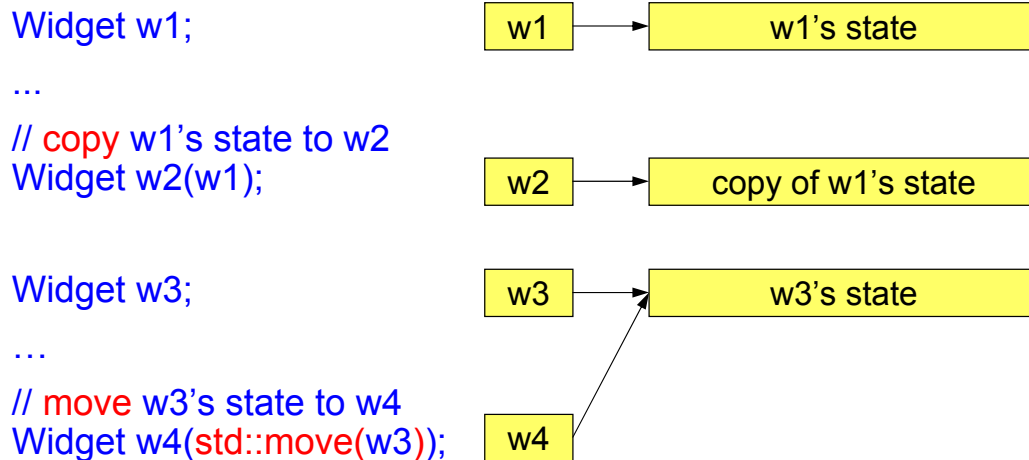 Widget w1;
...
// copy w1’s state to w2
Widget w2(w1);
Widget w3;
…
// move w3’s state to w4
Widget w4(std::move(w3));
w1
w1’s state
w2
copy of w1’s state
w3
w3’s state
w4